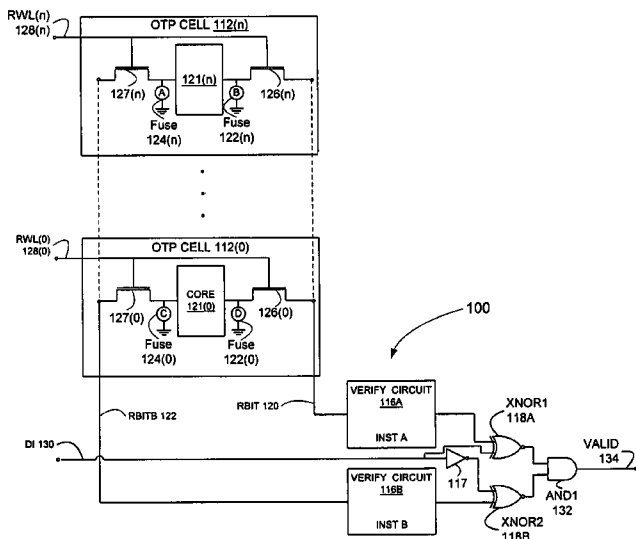 RWL(n)
128(n)
OTP CELL 112(n)
127(n)
A
121(n)
B
126(n)
Fuse
124(n)
Fuse
122(n)
RWL(0)
128(0)
OTP CELL 112(0)
127(0)
C
CORE
121(0)
D
126(0)
Fuse
124(0)
Fuse
122(0)
100
RBITB 122
RBIT 120
VERIFY CIRCUIT
116A
INST A
XNOR1
118A
DI 130
117
VALID
134
AND1
132
VERIFY CIRCUIT
116B
INST B
XNOR2
118B